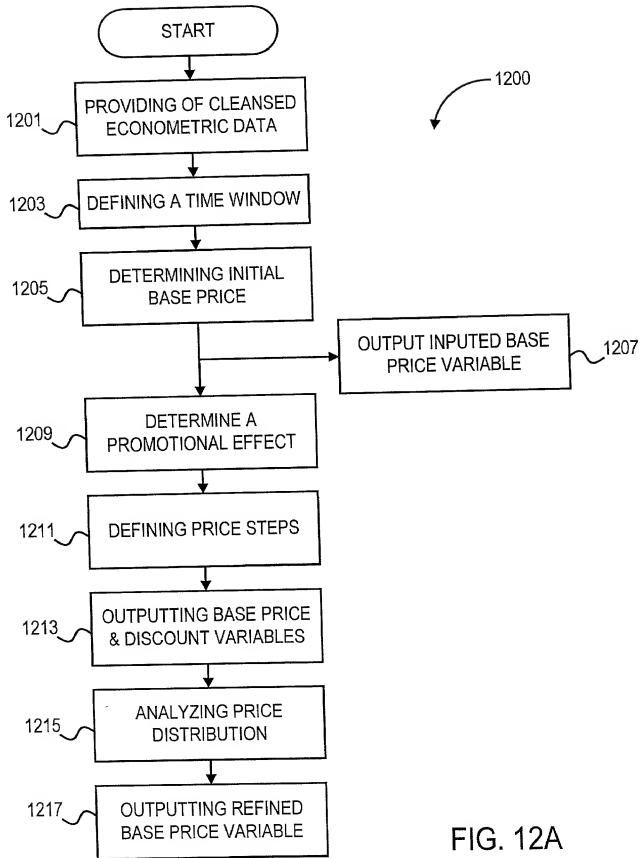 START
1200
1201
PROVIDING OF CLEANSED
ECONOMETRIC DATA
1203
DEFINING A TIME WINDOW
1205
DETERMINING INITIAL
BASE PRICE
OUTPUT INPUTED BASE
PRICE VARIABLE
1207
1209
DETERMINE A
PROMOTIONAL EFFECT
1211
DEFINING PRICE STEPS
1213
OUTPUTTING BASE PRICE
& DISCOUNT VARIABLES
1215
ANALYZING PRICE
DISTRIBUTION
1217
OUTPUTTING REFINED
BASE PRICE VARIABLE
FIG. 12A